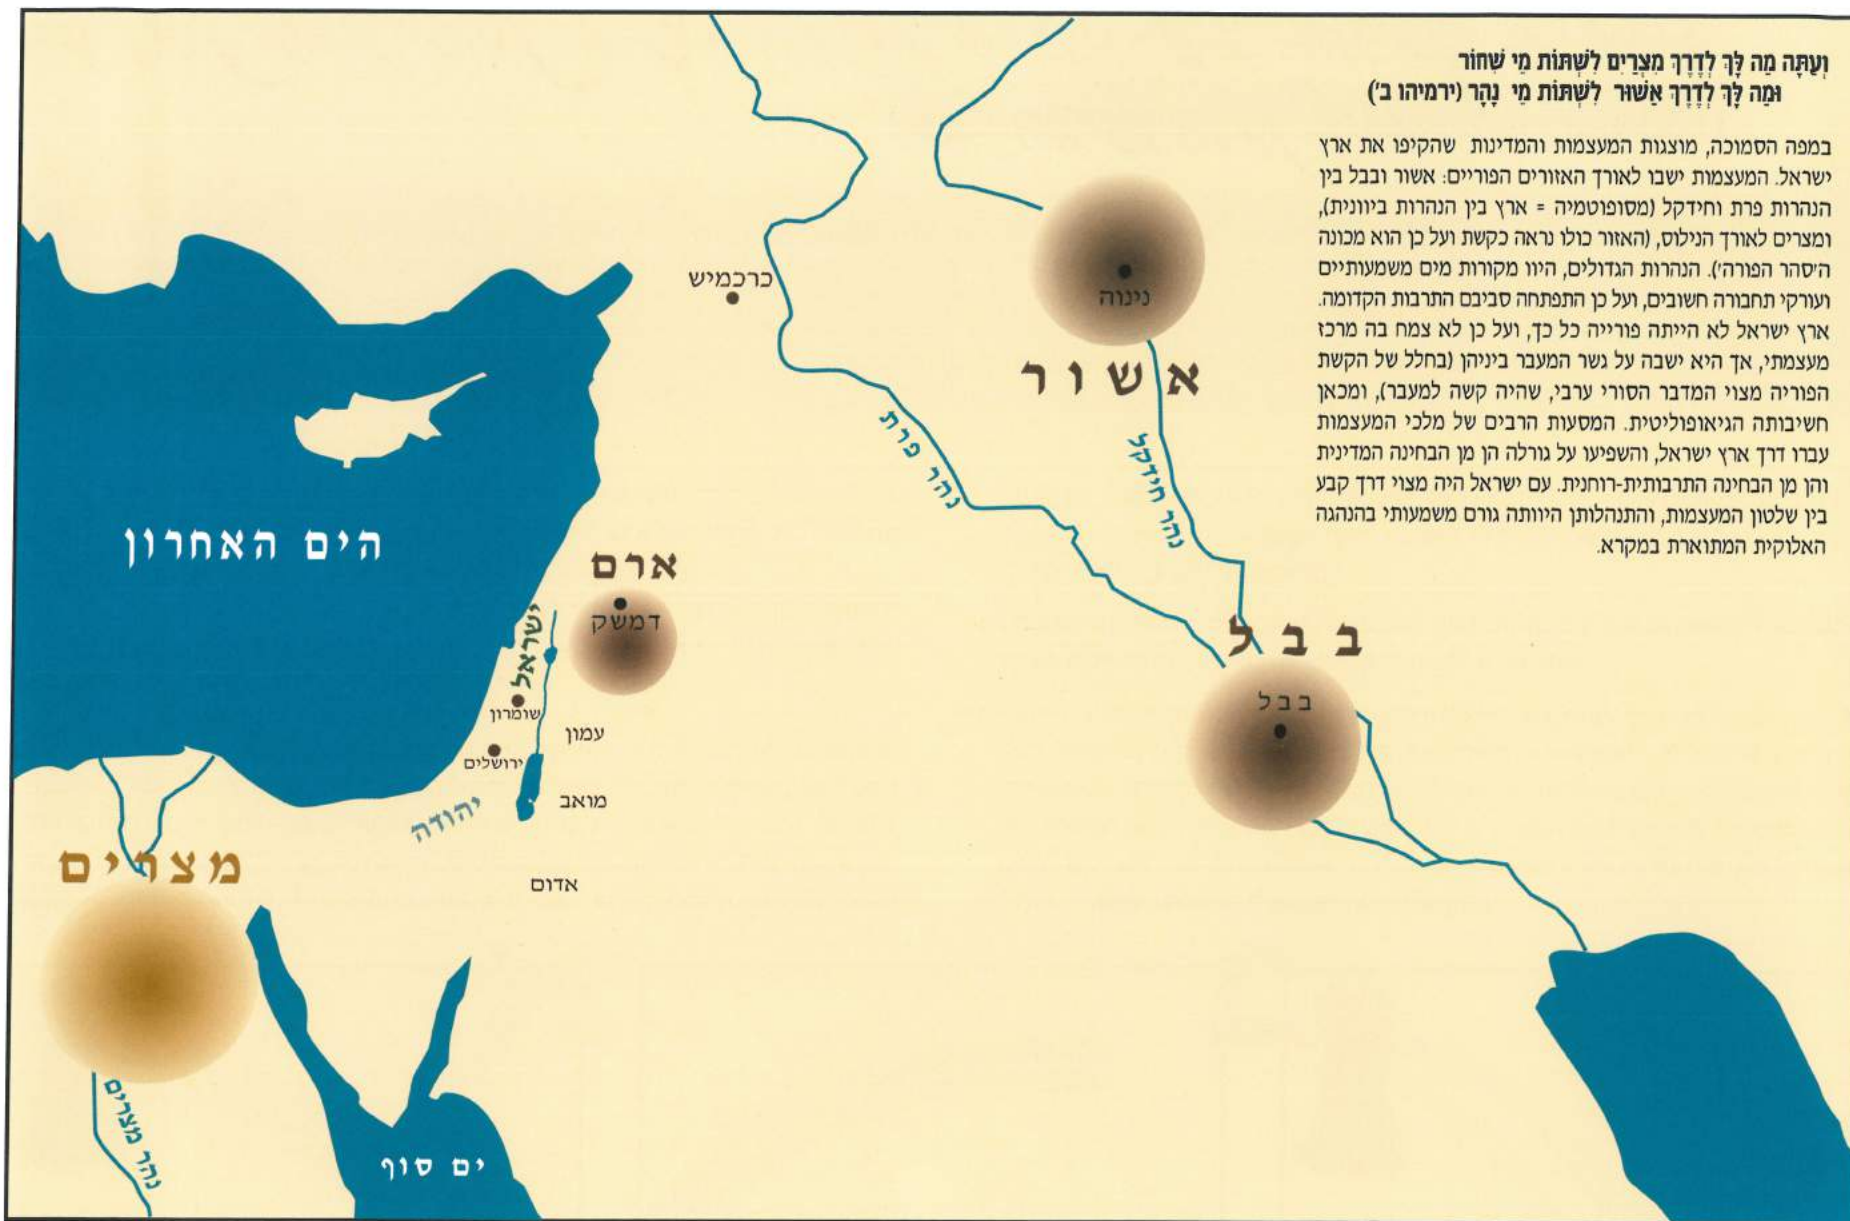 וְעַתָּה מַה לָּךְ לְדֶרֶךְ מִצְרַיִם לִשְׁתּוֹת מֵי שִׁחוֹר
וּמַה לָּךְ לְדֶרֶךְ אַשּׁוּר לִשְׁתּוֹת מֵי נָהָר (ירמיהו ב')
במפה הסמוכה, מוצגות המעצמות והמדינות שהקיפו את ארץ
ישראל. המעצמות ישבו לאורך האזורים הפוריים: אשור ובבל בין
הנהרות פרת וחידקל (מסופוטמיה = ארץ בין הנהרות ביוונית),
ומצרים לאורך הנילוס, (האזור כולו נראה כקשת ועל כן הוא מכונה
ה'סהר הפורה'). הנהרות הגדולים, היוו מקורות מים משמעותיים
ועורקי תחבורה חשובים, ועל כן התפתחה סביבם התרבות הקדומה.
ארץ ישראל לא הייתה פורייה כל כך, ועל כן לא צמח בה מרכז
מעצמתי, אך היא ישבה על גשר המעבר ביניהן (בחלל של הקשת
הפוריה מצוי המדבר הסורי ערבי, שהיה קשה למעבר), ומכאן
חשיבותה הגיאופוליטית. המסעות הרבים של מלכי המעצמות
עברו דרך ארץ ישראל, והשפיעו על גורלה הן מן הבחינה המדינית
והן מן הבחינה התרבותית-רוחנית. עם ישראל היה מצוי דרך קבע
בין שלטון המעצמות, והתנהלותן היוותה גורם משמעותי בהנהגה
האלוקית המתוארת במקרא.
כרכמיש
נינוה
אשור
נהר פרת
נהר חידקל
הים האחרון
ארם
דמשק
ישראל
שומרון
ירושלים
עמון
מואב
יהודה
אדום
בבל
בבל
מצרים
נהר מצרים
ים סוף